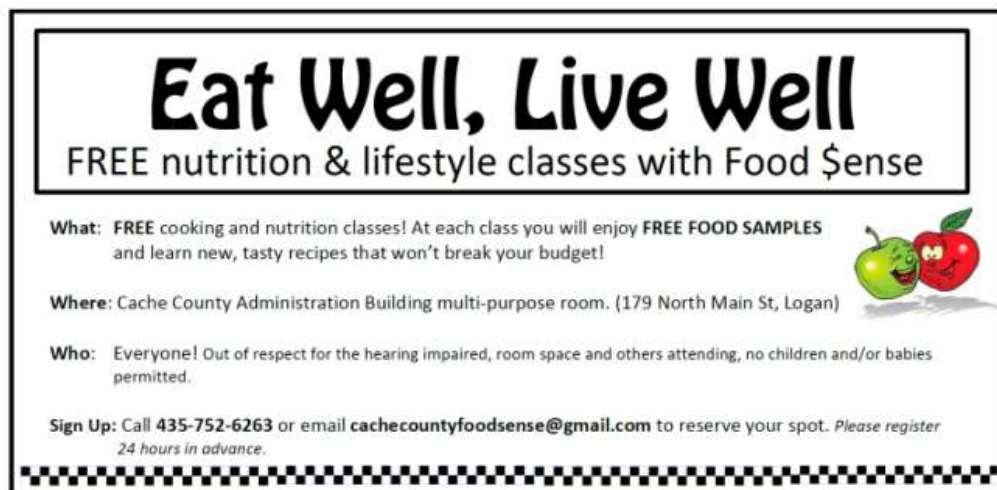 Eat Well, Live Well
FREE nutrition & lifestyle classes with Food $ense
What: FREE cooking and nutrition classes! At each class you will enjoy FREE FOOD SAMPLES
and learn new, tasty recipes that won't break your budget!
Where: Cache County Administration Building multi-purpose room. (179 North Main St, Logan)
Who: Everyone! Out of respect for the hearing impaired, room space and others attending, no children and/or babies
permitted.
Sign Up: Call 435-752-6263 or email cachecountyfoodsense@gmail.com to reserve your spot. Please register
24 hours in advance.